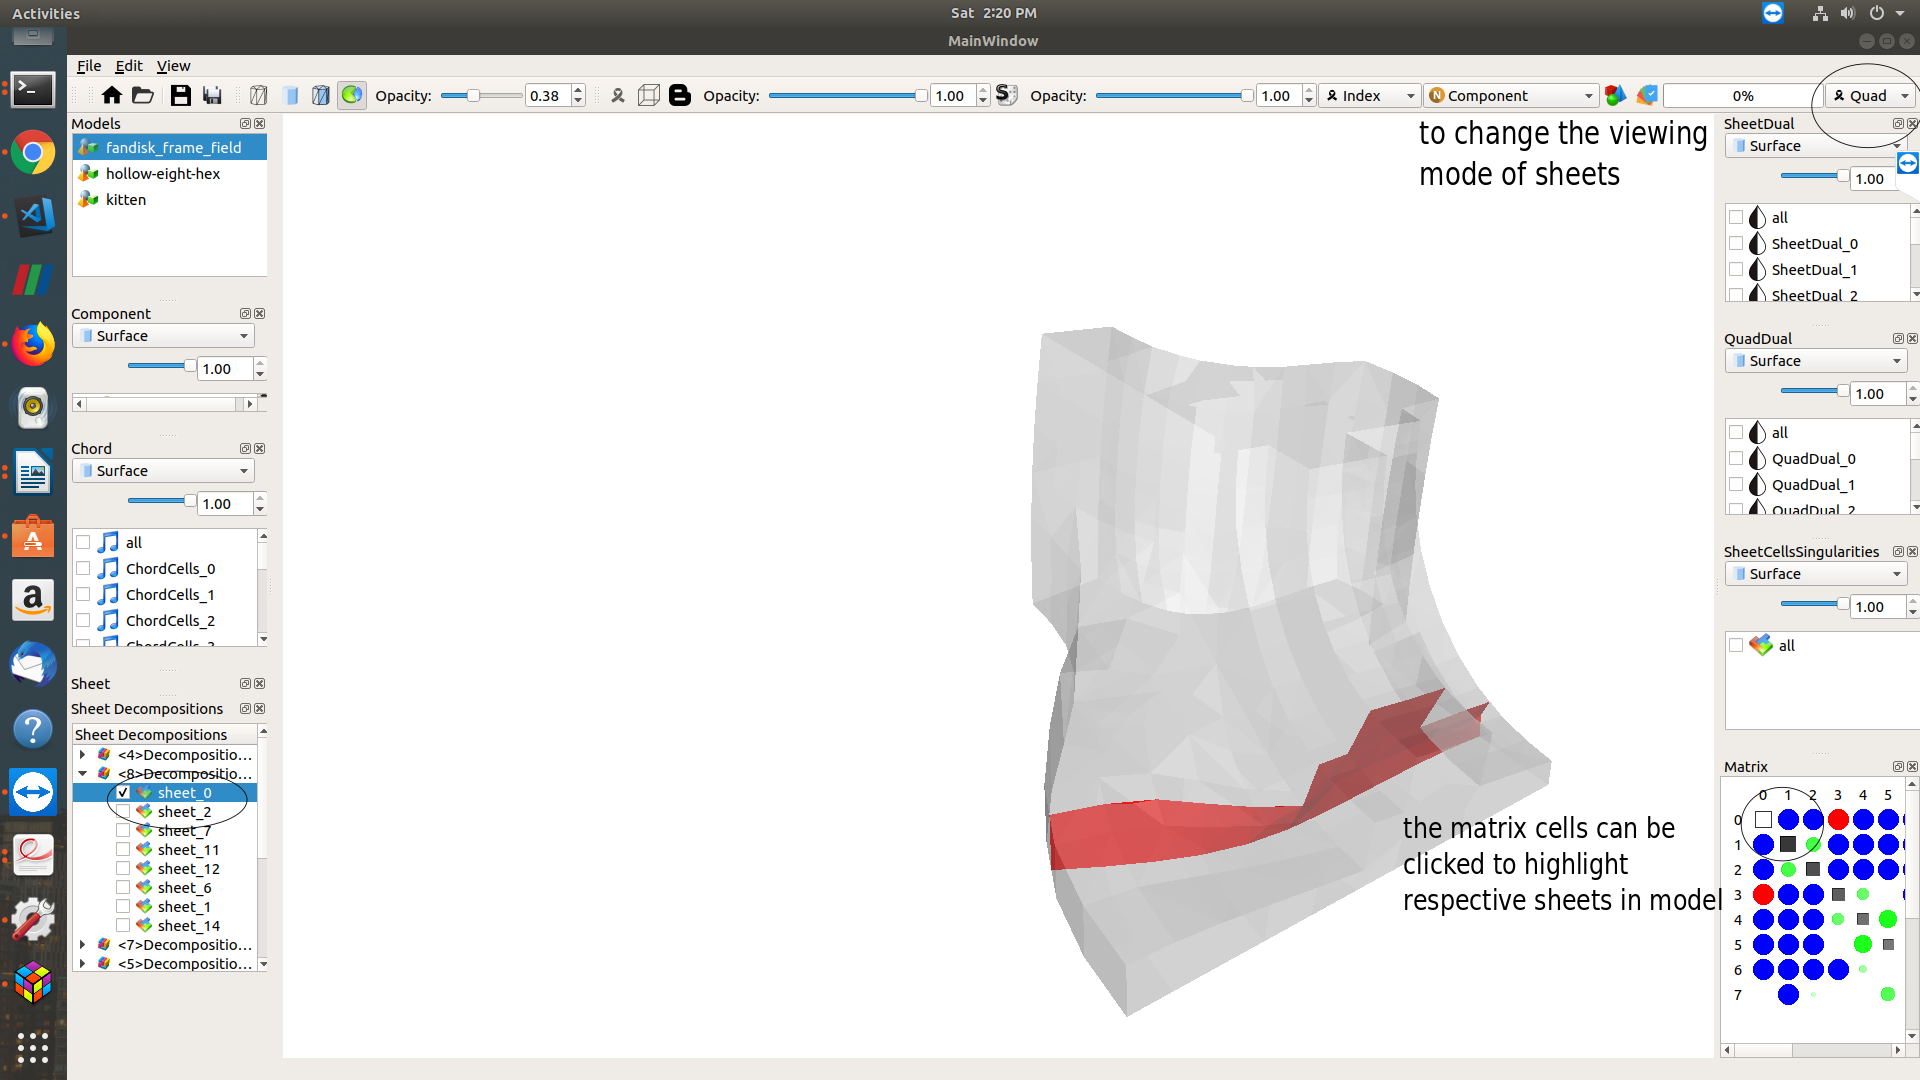 Activities
Sat 2:20 PM
MainWindow
File Edit View
Opacity: 0.38
Opacity: 1.00
Opacity: 1.00
Index
Component
0%
Quad
Models
fandisk_frame_field
hollow-eight-hex
kitten
Component
Surface
1.00
Chord
Surface
1.00
all
ChordCells_0
ChordCells_1
ChordCells_2
ChordCells_3
Sheet
Sheet Decompositions
Sheet Decompositions
<4>Decompositio...
<8>Decompositio...
sheet_0
sheet_2
sheet_7
sheet_11
sheet_12
sheet_6
sheet_1
sheet_14
<7>Decompositio...
<5>Decompositio...
to change the viewing
mode of sheets
the matrix cells can be
clicked to highlight
respective sheets in model
SheetDual
Surface
1.00
all
SheetDual_0
SheetDual_1
SheetDual_2
QuadDual
Surface
1.00
all
QuadDual_0
QuadDual_1
QuadDual_2
SheetCellsSingularities
Surface
1.00
all
Matrix
0 1 2 3 4 5
0
1
2
3
4
5
6
7